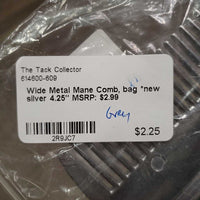 The Tack Collector
614600-609
Wide Metal Mane Comb, bag *new
silver 4.25" MSRP: $2.99
Grey
$2.25
2R9JC7